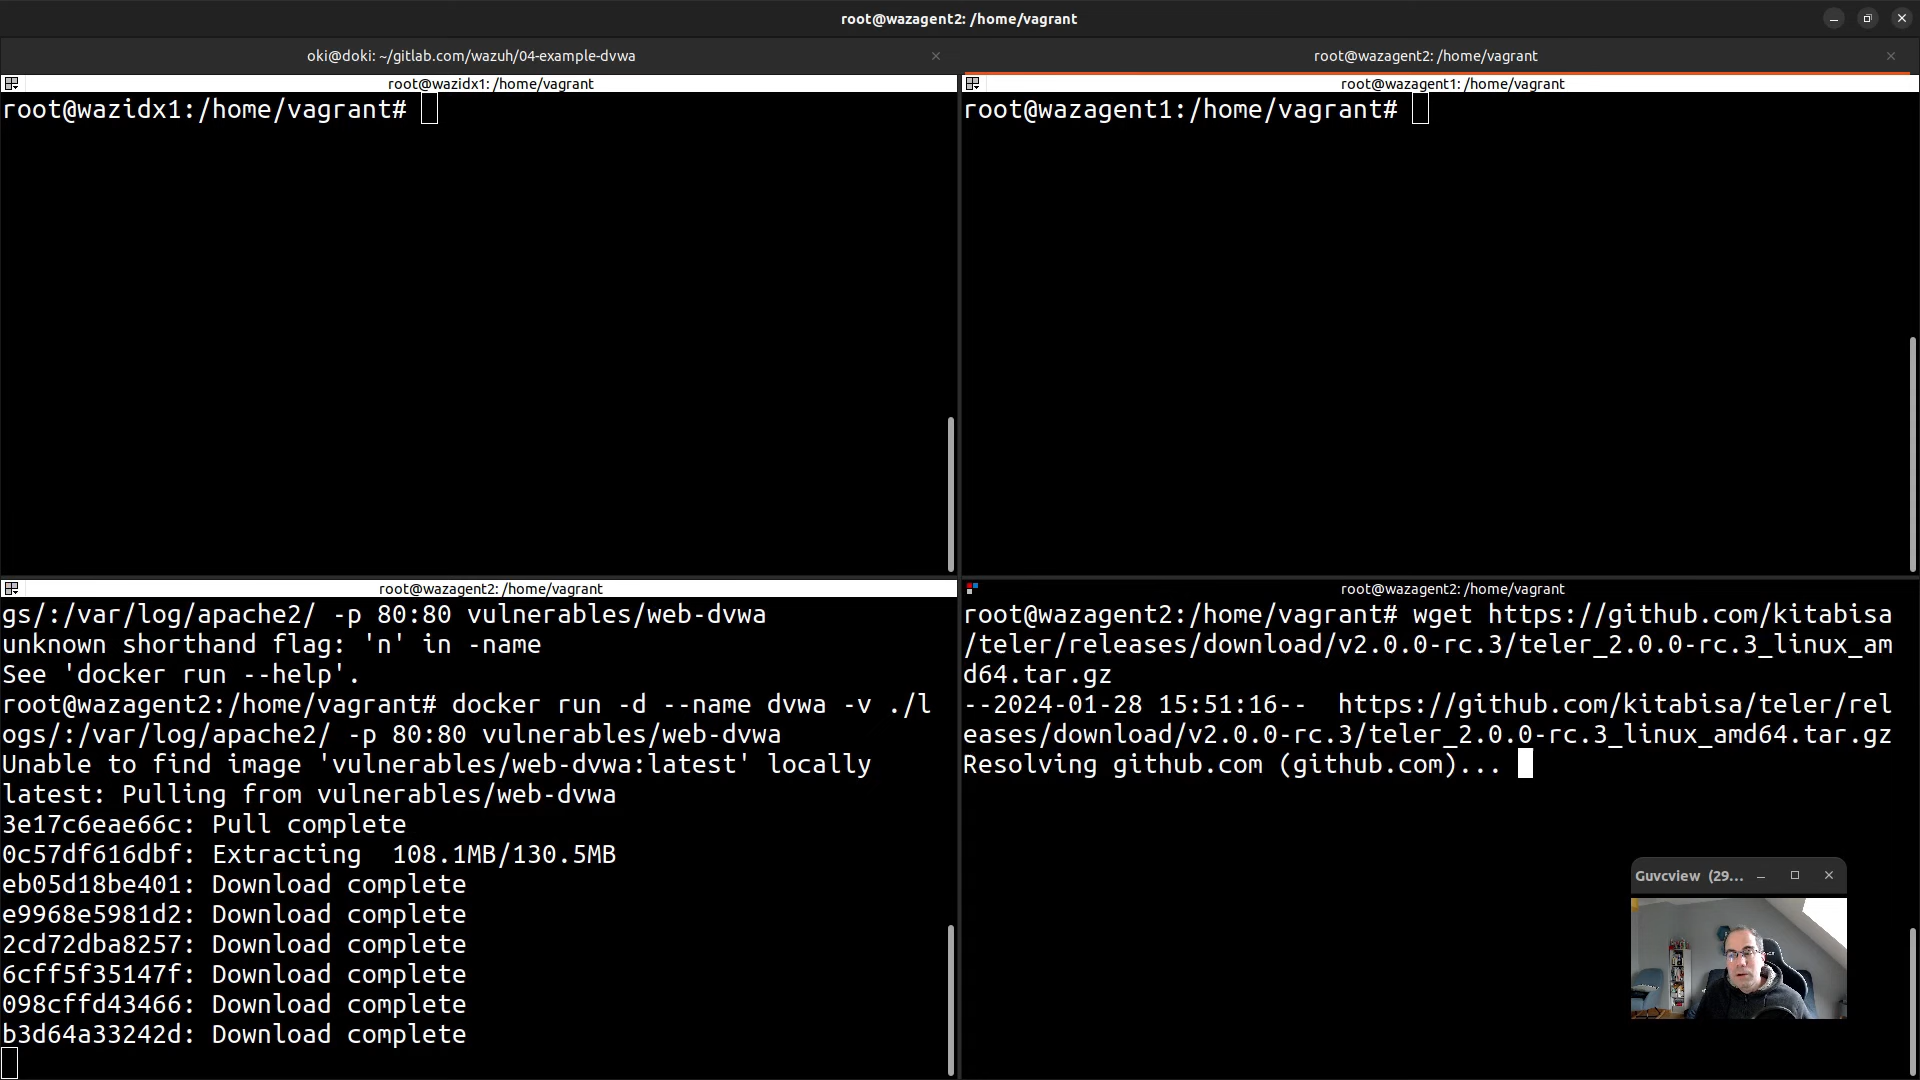 root@wazagent2: /home/vagrant
oki@doki: ~/gitlab.com/wazuh/04-example-dvwa
root@wazagent2: /home/vagrant
root@wazidx1: /home/vagrant
root@wazidx1:/home/vagrant#
root@wazagent1: /home/vagrant
root@wazagent1:/home/vagrant#
root@wazagent2: /home/vagrant
gs/:/var/log/apache2/ -p 80:80 vulnerables/web-dvwa
unknown shorthand flag: 'n' in -name
See 'docker run --help'.
root@wazagent2:/home/vagrant# docker run -d --name dvwa -v ./l
ogs/:/var/log/apache2/ -p 80:80 vulnerables/web-dvwa
Unable to find image 'vulnerables/web-dvwa:latest' locally
latest: Pulling from vulnerables/web-dvwa
3e17c6eae66c: Pull complete
0c57df616dbf: Extracting  108.1MB/130.5MB
eb05d18be401: Download complete
e9968e5981d2: Download complete
2cd72dba8257: Download complete
6cff5f35147f: Download complete
098cffd43466: Download complete
b3d64a33242d: Download complete
root@wazagent2: /home/vagrant
root@wazagent2:/home/vagrant# wget https://github.com/kitabisa
/teler/releases/download/v2.0.0-rc.3/teler_2.0.0-rc.3_linux_am
d64.tar.gz
--2024-01-28 15:51:16--  https://github.com/kitabisa/teler/rel
eases/download/v2.0.0-rc.3/teler_2.0.0-rc.3_linux_amd64.tar.gz
Resolving github.com (github.com)...
Guvcview (29...